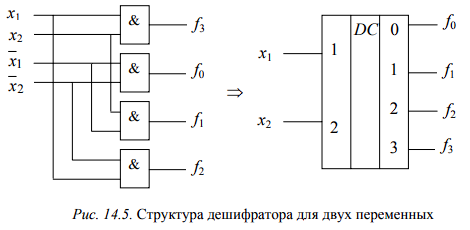 x₁ & f₃
x₂
x̄₁ & f₀
x̄₂
& f₁
& f₂
⇒
x₁ 1 DC 0 f₀
1 f₁
x₂ 2 2 f₂
3 f₃
Рис. 14.5. Структура дешифратора для двух переменных